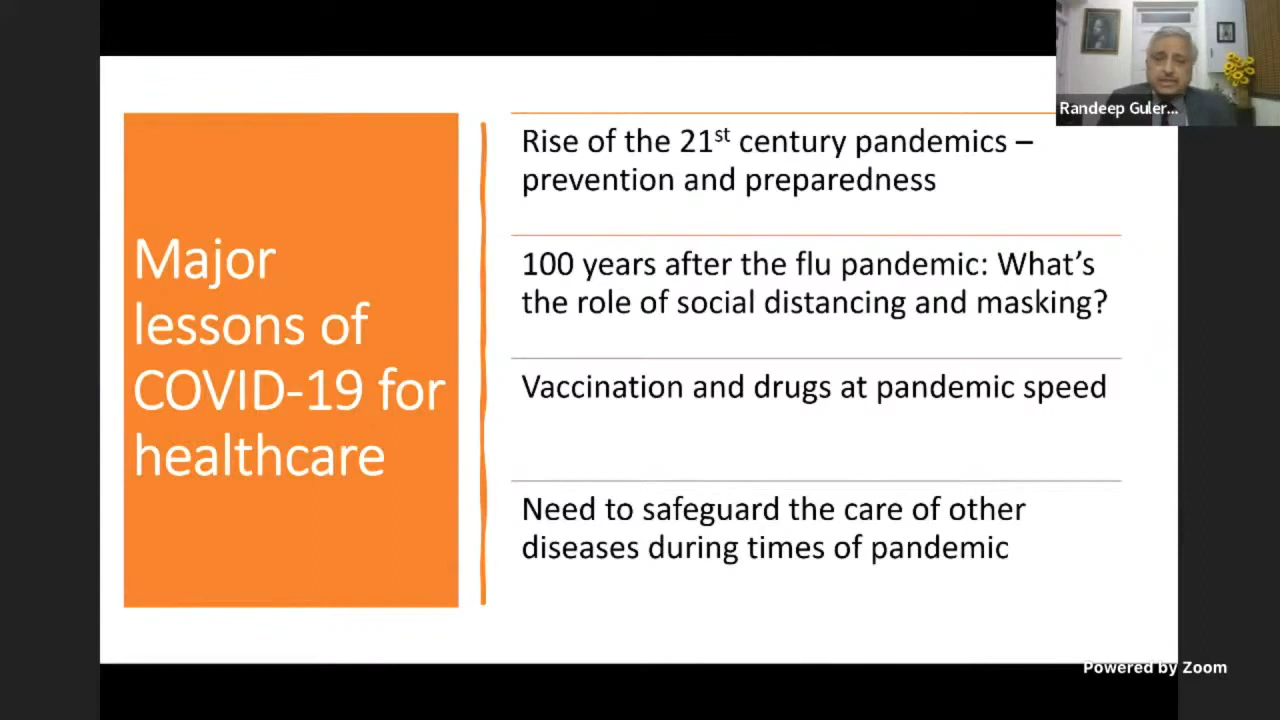 Randeep Guler...
Major
lessons of
COVID-19 for
healthcare
Rise of the 21st century pandemics –
prevention and preparedness
100 years after the flu pandemic: What's
the role of social distancing and masking?
Vaccination and drugs at pandemic speed
Need to safeguard the care of other
diseases during times of pandemic
Powered by Zoom